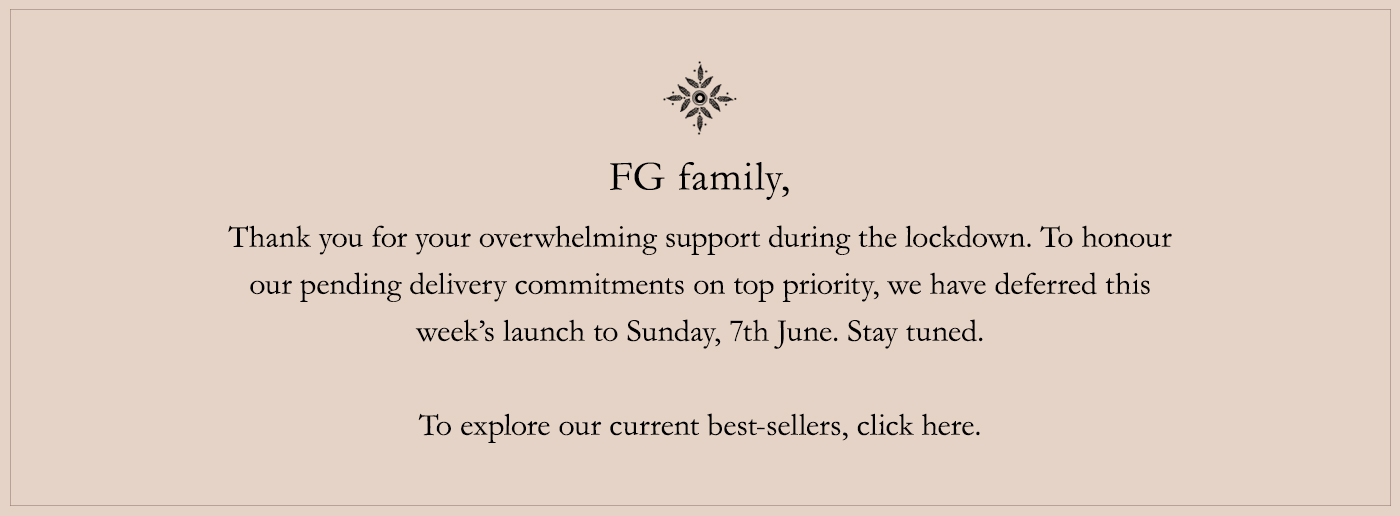 FG family,
Thank you for your overwhelming support during the lockdown. To honour
our pending delivery commitments on top priority, we have deferred this
week’s launch to Sunday, 7th June. Stay tuned.
To explore our current best-sellers, click here.